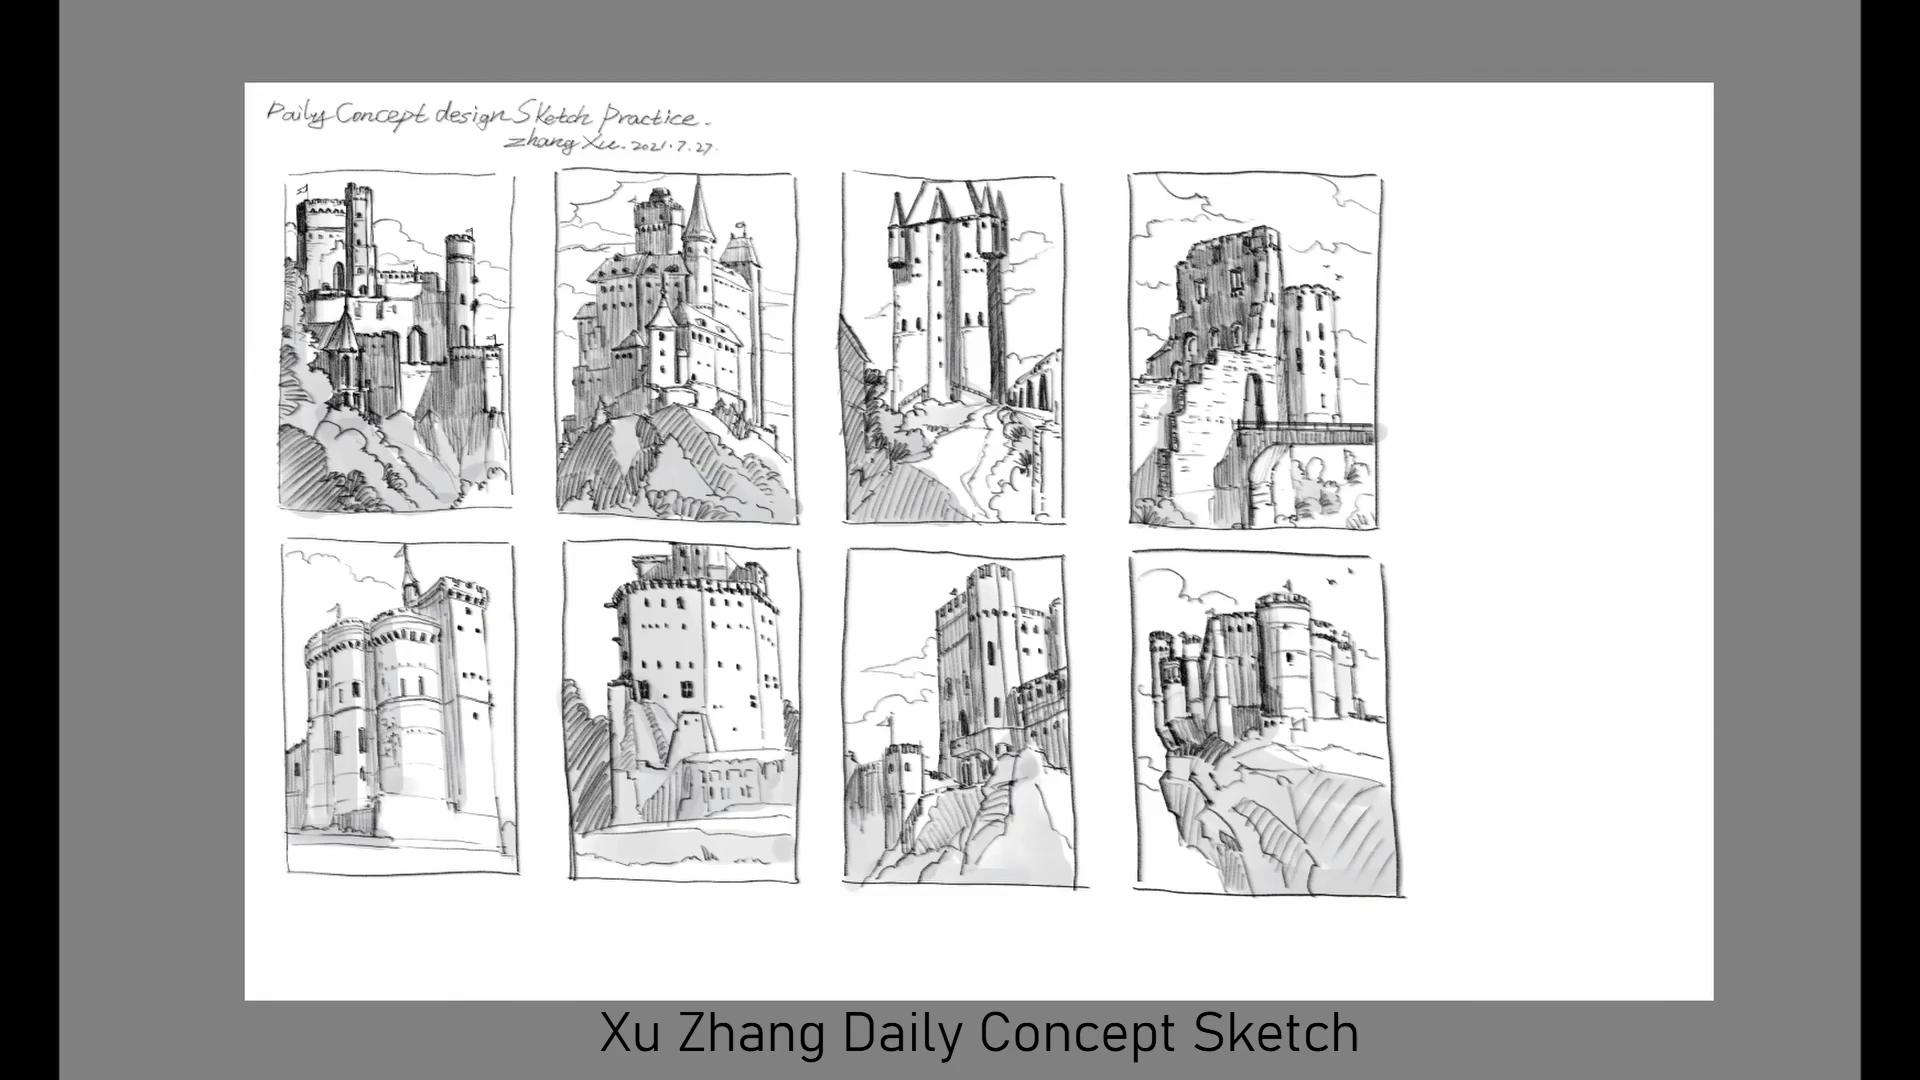 Daily Concept design Sketch Practice.
Zhang Xu. 2021.7.27.
Xu Zhang Daily Concept Sketch